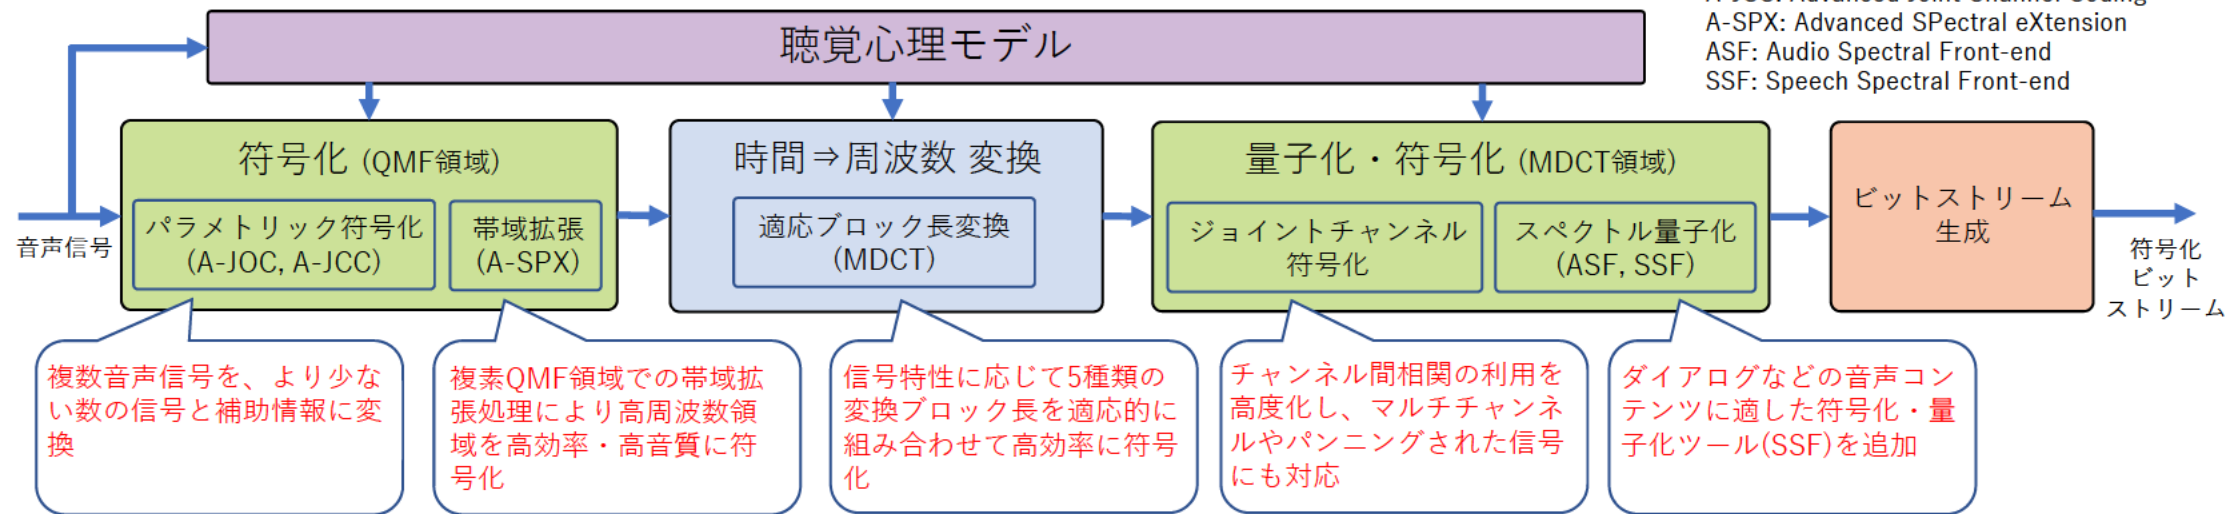 A-SPX: Advanced SPectral eXtension
ASF: Audio Spectral Front-end
SSF: Speech Spectral Front-end
聴覚心理モデル
音声信号
符号化 (QMF領域)
パラメトリック符号化
(A-JOC, A-JCC)
帯域拡張
(A-SPX)
時間⇒周波数 変換
適応ブロック長変換
(MDCT)
量子化・符号化 (MDCT領域)
ジョイントチャンネル
符号化
スペクトル量子化
(ASF, SSF)
ビットストリーム
生成
符号化
ビット
ストリーム
複数音声信号を、より少な
い数の信号と補助情報に変
換
複素QMF領域での帯域拡
張処理により高周波数領
域を高効率・高音質に符
号化
信号特性に応じて5種類の
変換ブロック長を適応的に
組み合わせて高効率に符号
化
チャンネル間相関の利用を
高度化し、マルチチャンネ
ルやパンニングされた信号
にも対応
ダイアログなどの音声コン
テンツに適した符号化・量
子化ツール(SSF)を追加